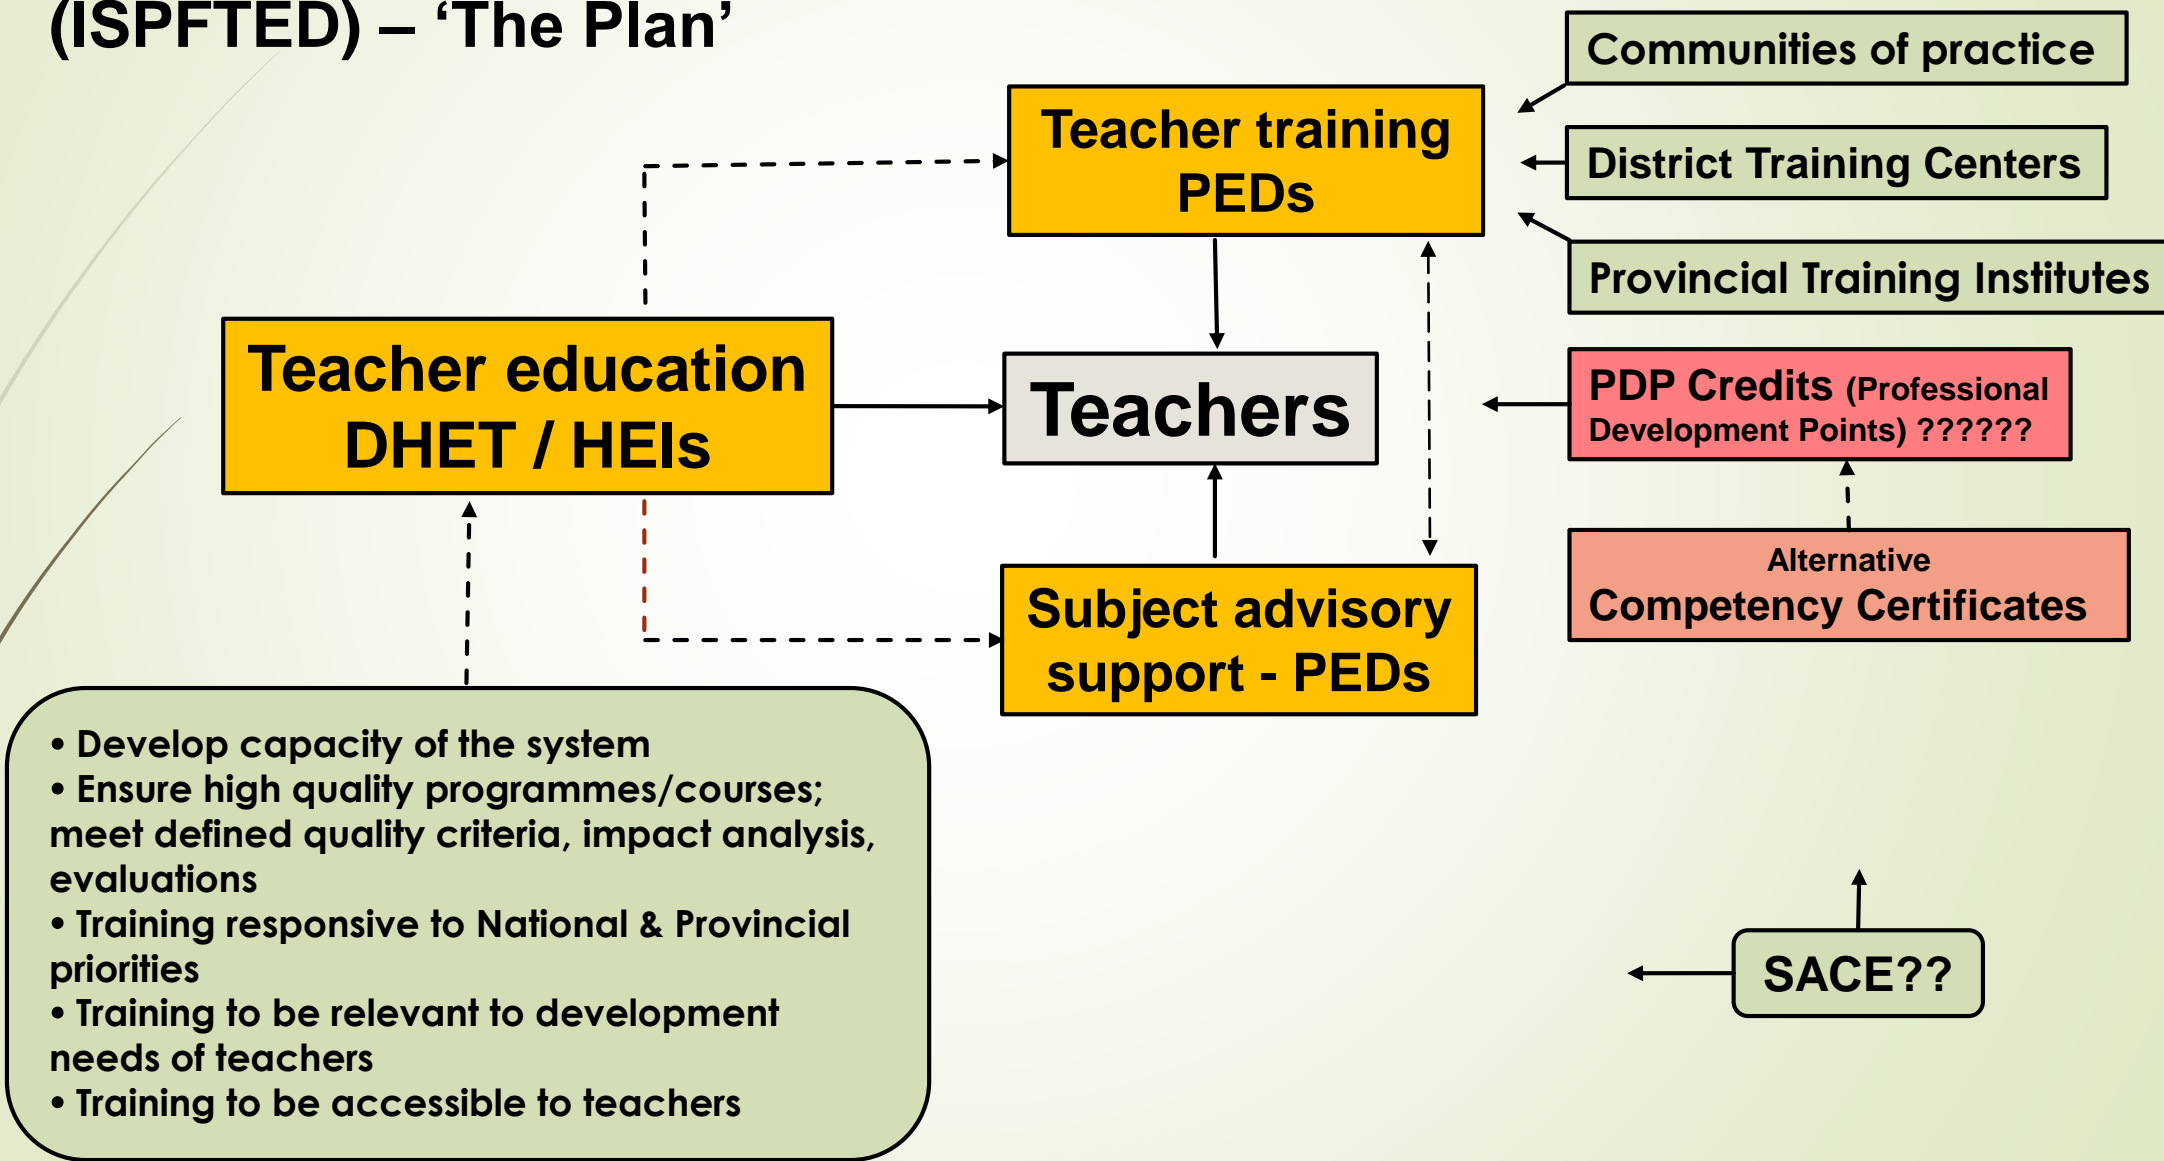 (ISPFTED) – ‘The Plan’
Communities of practice
Teacher training
PEDs
District Training Centers
Provincial Training Institutes
Teacher education
DHET / HEIs
Teachers
PDP Credits (Professional
Development Points) ??????
Alternative
Competency Certificates
Subject advisory
support - PEDs
• Develop capacity of the system
• Ensure high quality programmes/courses;
meet defined quality criteria, impact analysis,
evaluations
• Training responsive to National & Provincial
priorities
• Training to be relevant to development
needs of teachers
• Training to be accessible to teachers
SACE??